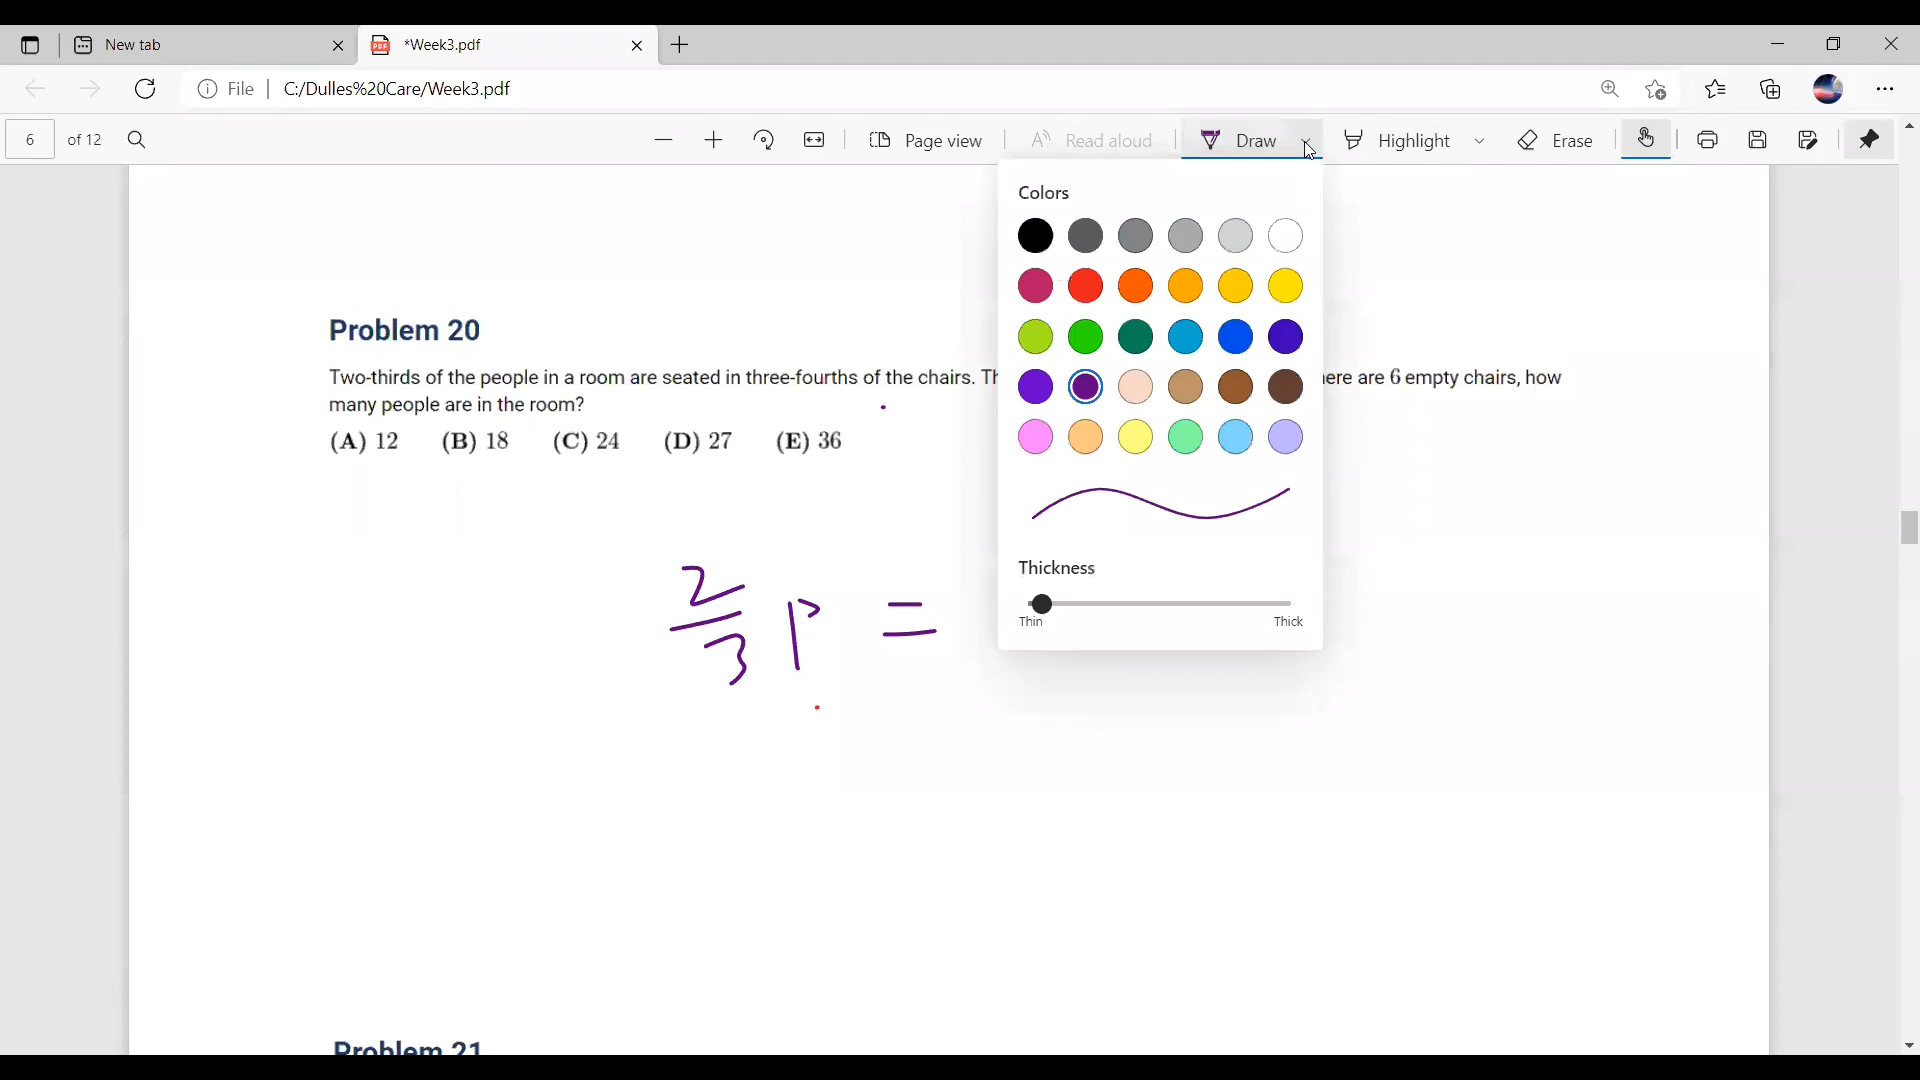 New tab
*Week3.pdf
File
C:/Dulles%20Care/Week3.pdf
6 of 12
Page view
Read aloud
Draw
Highlight
Erase
Colors
Thickness
Thin
Thick
Problem 20
Two-thirds of the people in a room are seated in three-fourths of the chairs. Th
ere are 6 empty chairs, how
many people are in the room?
(A) 12 (B) 18 (C) 24 (D) 27 (E) 36
2/3 p =
Problem 21